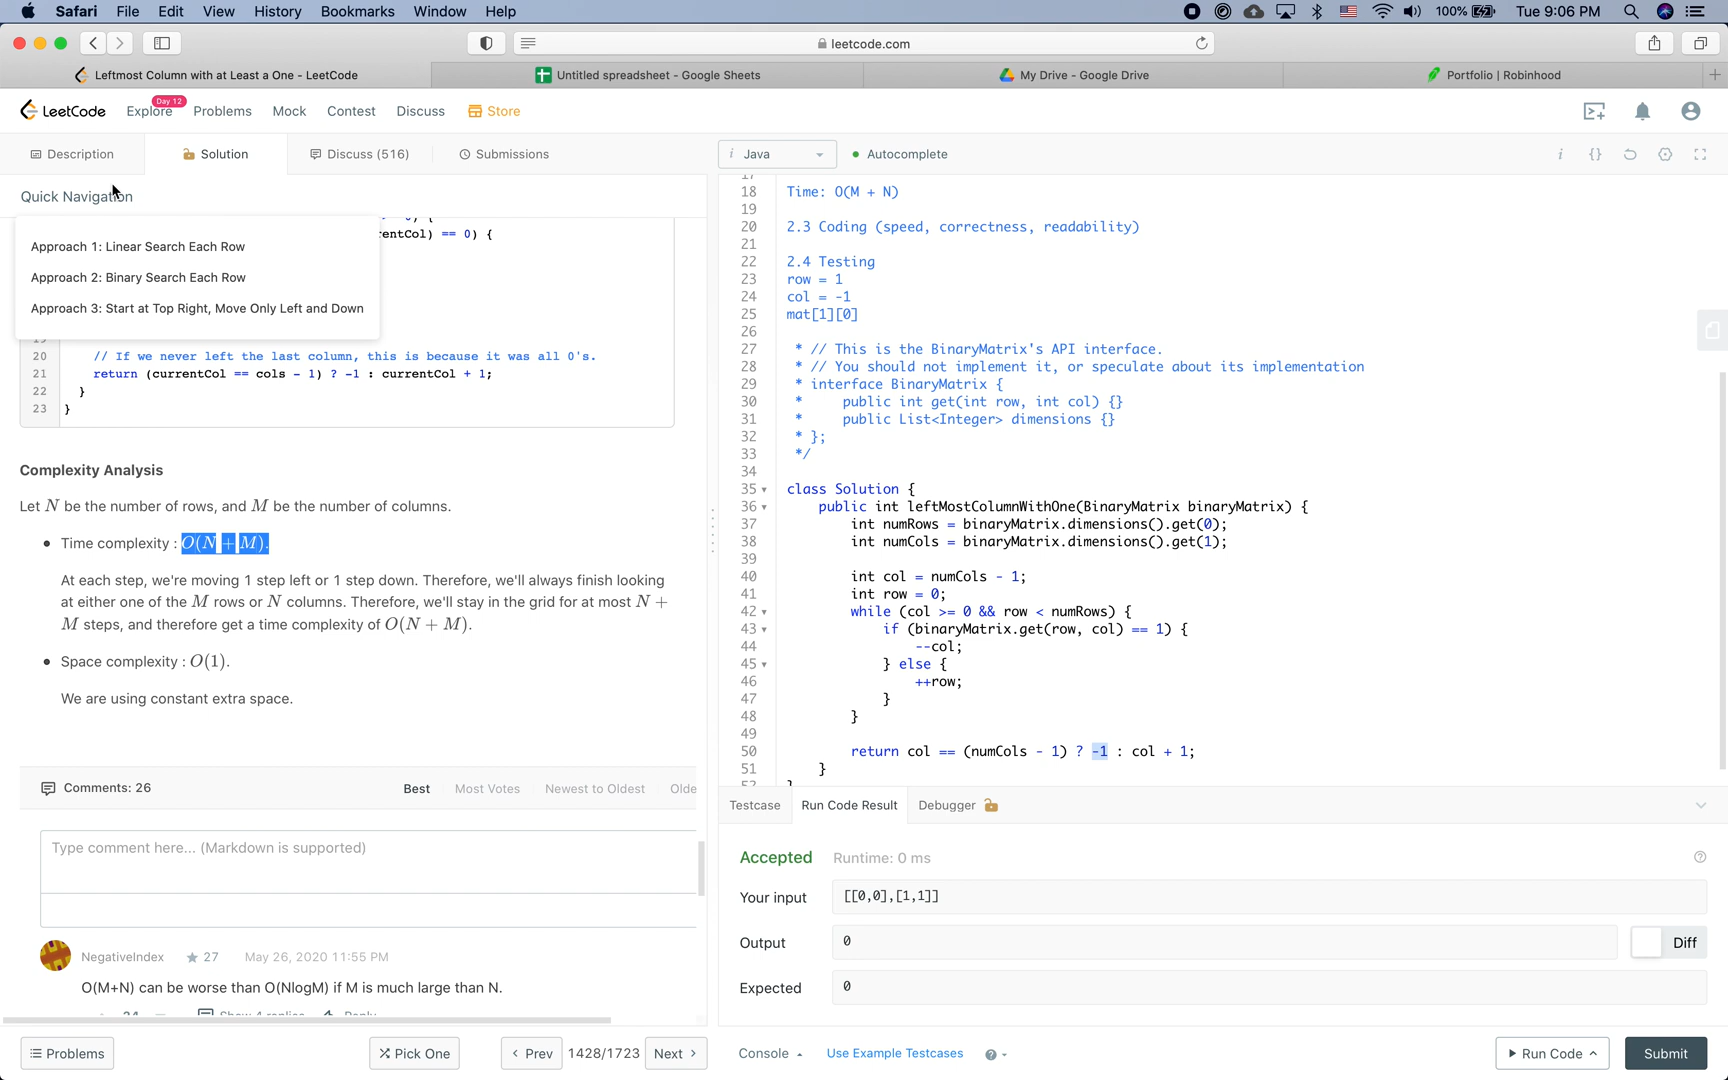 Safari File Edit View History Bookmarks Window Help
100% Tue 9:06 PM
leetcode.com
Leftmost Column with at Least a One - LeetCode
Untitled spreadsheet - Google Sheets
My Drive - Google Drive
Portfolio | Robinhood
LeetCode Explore Day 12 Problems Mock Contest Discuss Store
Description Solution Discuss (516) Submissions
Quick Navigation
Approach 1: Linear Search Each Row
Approach 2: Binary Search Each Row
Approach 3: Start at Top Right, Move Only Left and Down
entCol) == 0) {
20 // If we never left the last column, this is because it was all 0's.
21 return (currentCol == cols - 1) ? -1 : currentCol + 1;
22 }
23 }
Complexity Analysis
Let N be the number of rows, and M be the number of columns.
Time complexity : O(N + M).
At each step, we're moving 1 step left or 1 step down. Therefore, we'll always finish looking
at either one of the M rows or N columns. Therefore, we'll stay in the grid for at most N +
M steps, and therefore get a time complexity of O(N + M).
Space complexity : O(1).
We are using constant extra space.
Comments: 26
Best Most Votes Newest to Oldest Olde
Type comment here... (Markdown is supported)
NegativeIndex 27 May 26, 2020 11:55 PM
O(M+N) can be worse than O(NlogM) if M is much large than N.
Problems Pick One Prev 1428/1723 Next
i Java Autocomplete
17
18 Time: O(M + N)
19
20 2.3 Coding (speed, correctness, readability)
21
22 2.4 Testing
23 row = 1
24 col = -1
25 mat[1][0]
26
27 * // This is the BinaryMatrix's API interface.
28 * // You should not implement it, or speculate about its implementation
29 * interface BinaryMatrix {
30 * public int get(int row, int col) {}
31 * public List<Integer> dimensions {}
32 * };
33 */
34
35 class Solution {
36 public int leftMostColumnWithOne(BinaryMatrix binaryMatrix) {
37 int numRows = binaryMatrix.dimensions().get(0);
38 int numCols = binaryMatrix.dimensions().get(1);
39
40 int col = numCols - 1;
41 int row = 0;
42 while (col >= 0 && row < numRows) {
43 if (binaryMatrix.get(row, col) == 1) {
44 --col;
45 } else {
46 ++row;
47 }
48 }
49
50 return col == (numCols - 1) ? -1 : col + 1;
51 }
Testcase Run Code Result Debugger
Accepted Runtime: 0 ms
Your input [[0,0],[1,1]]
Output 0 Diff
Expected 0
Console Use Example Testcases Run Code Submit